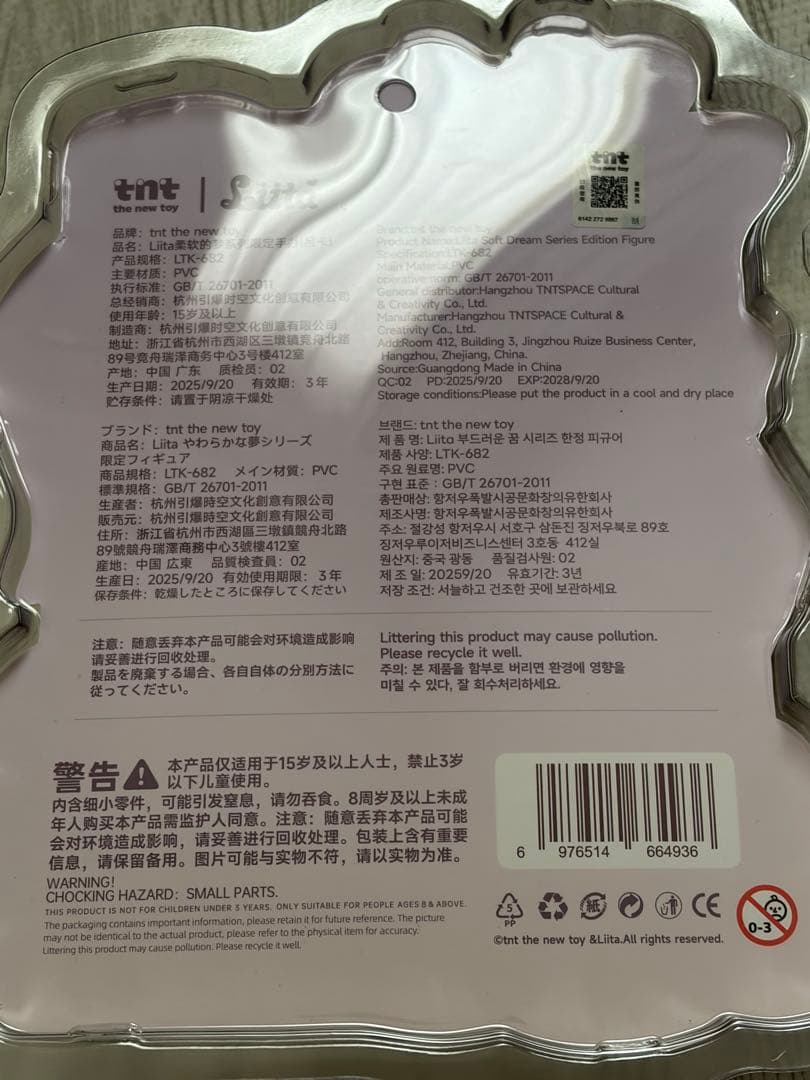 tnt | Liita
the new toy
tnt
6142 272 9867
品牌：tnt the new toy
品名：Liita柔软的梦系列限定手办
产品规格：LTK-682
主要材质：PVC
执行标准：GB/T 26701-2011
总经销商：杭州引爆时空文化创意有限公司
使用年龄：15岁及以上
制造商：杭州引爆时空文化创意有限公司
地址：浙江省杭州市西湖区三墩镇竞舟北路
89号竞舟瑞泽商务中心3号楼412室
产地：中国 广东 质检员：02
生产日期：2025/9/20 有效期：3年
贮存条件：请置于阴凉干燥处
Brand:tnt the new toy
Product Name:Liita Soft Dream Series Edition Figure
Specification:LTK-682
Main Material:PVC
operative norm: GB/T 26701-2011
General distributor:Hangzhou TNTSPACE Cultural
& Creativity Co., Ltd.
Manufacturer:Hangzhou TNTSPACE Cultural &
Creativity Co., Ltd.
Add:Room 412, Building 3, Jingzhou Ruize Business Center,
Hangzhou, Zhejiang, China.
Source:Guangdong Made in China
QC:02 PD:2025/9/20 EXP:2028/9/20
Storage conditions:Please put the product in a cool and dry place
ブランド：tnt the new toy
商品名：Liita やわらかな夢シリーズ
限定フィギュア
商品規格：LTK-682 メイン材質：PVC
標準規格：GB/T 26701-2011
生産者：杭州引爆時空文化創意有限公司
販売元：杭州引爆時空文化創意有限公司
住所：浙江省杭州市西湖區三墩鎮競舟北路
89號競舟瑞澤商務中心3號樓412室
産地：中国 広東 品質検査員：02
生産日：2025/9/20 有効使用期限：3年
保存条件：乾燥したところに保存してください
브랜드: tnt the new toy
제 품 명: Liito 부드러운 꿈 시리즈 한정 피규어
제품 사양: LTK-682
주요 원료명: PVC
구현 표준：GB/T 26701-2011
총판매상: 항저우폭발시공문화창의유한회사
제조사명: 항저우폭발시공문화창의유한회사
주소: 절강성 항저우시 서호구 삼돈진 징저우북로 89호
징저우루이저비즈니스센터 3호동 412실
원산지: 중국 광동 품질검사원: 02
제 조 일: 20259/20 유효기간: 3년
저장 조건: 서늘하고 건조한 곳에 보관하세요
注意：随意丢弃本产品可能会对环境造成影响
请妥善进行回收处理。
製品を廃棄する場合、各自自体の分別方法に
従ってください。
Littering this product may cause pollution.
Please recycle it well.
주의: 본 제품을 함부로 버리면 환경에 영향을
미칠 수 있다, 잘 회수처리하세요.
警告 本产品仅适用于15岁及以上人士，禁止3岁
以下儿童使用。
内含细小零件，可能引发窒息，请勿吞食。8周岁及以上未成
年人购买本产品需监护人同意。注意：随意丢弃本产品可能
会对环境造成影响，请妥善进行回收处理。包装上含有重要
信息，请保留备用。图片可能与实物不符，请以实物为准。
WARNING!
CHOCKING HAZARD：SMALL PARTS.
THIS PRODUCT IS NOT FOR CHILDREN UNDER 3 YEARS. ONLY SUITABLE FOR PEOPLE AGES 8 & ABOVE.
The packaging contains important information, please retain it for future reference. The picture
may not be identical to the actual product, please refer to the physical item for accuracy.
Littering this product may cause pollution. Please recycle it well.
6 976514 664936
5
PP
紙
CE
0-3
©tnt the new toy &Liita.All rights reserved.